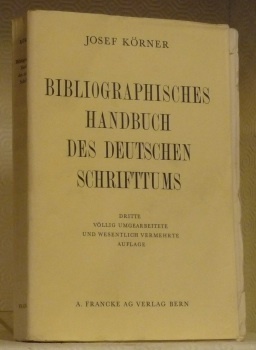 JOSEF KÖRNER
BIBLIOGRAPHISCHES
HANDBUCH
DES DEUTSCHEN
SCHRIFTTUMS
DRITTE
VÖLLIG UMGEARBEITETE
UND WESENTLICH VERMEHRTE
AUFLAGE
A. FRANCKE AG VERLAG BERN